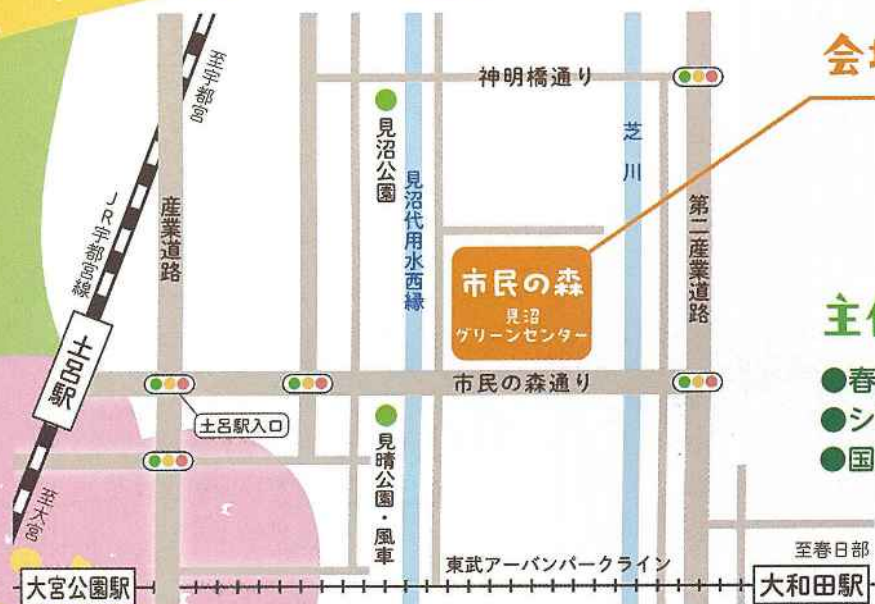 至宇都宮
JR宇都宮線
土呂駅
至大宮
産業道路
土呂駅入口
神明橋通り
見沼公園
見沼代用水西縁
芝川
第二産業道路
市民の森
見沼
グリーンセンター
市民の森通り
見晴公園・風車
東武アーバンパークライン
大宮公園駅
至春日部
大和田駅
会
主
●春
●シ
●国